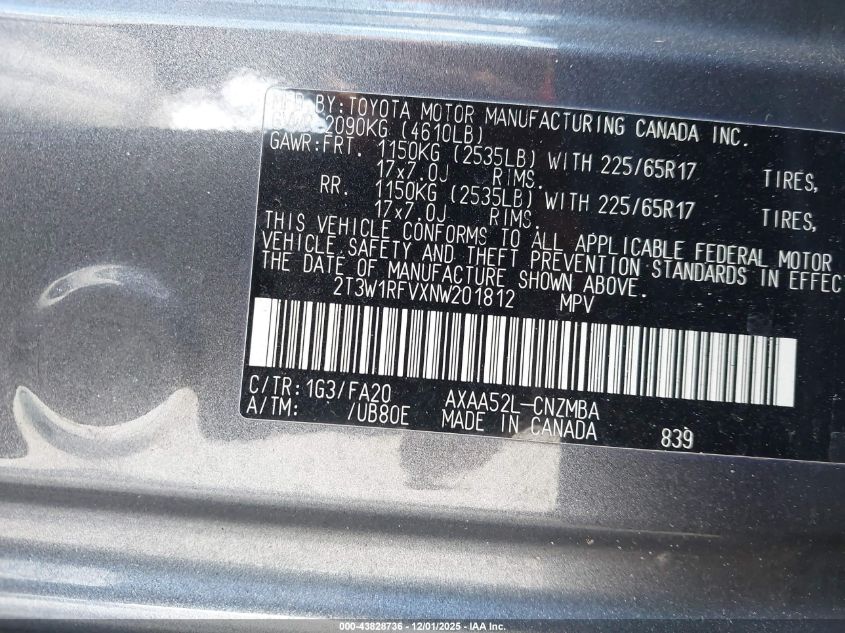 MFD BY: TOYOTA MOTOR MANUFACTURING CANADA INC.
2090KG (4610LB)
GAWR: FRT. 1150KG (2535LB) WITH 225/65R17 TIRES,
17x7.0J RIMS.
RR. 1150KG (2535LB) WITH 225/65R17 TIRES,
17x7.0J RIMS.
THIS VEHICLE CONFORMS TO ALL APPLICABLE FEDERAL MOTOR
VEHICLE SAFETY AND THEFT PREVENTION STANDARDS IN EFFEC
THE DATE OF MANUFACTURE SHOWN ABOVE.
2T3W1RFVXNW201812 MPV
C/TR: 1G3/FA20 AXAA52L-CNZMBA
A/TM: /UB80E MADE IN CANADA 839
000-43828736 - 12/01/2025 - IAA Inc.